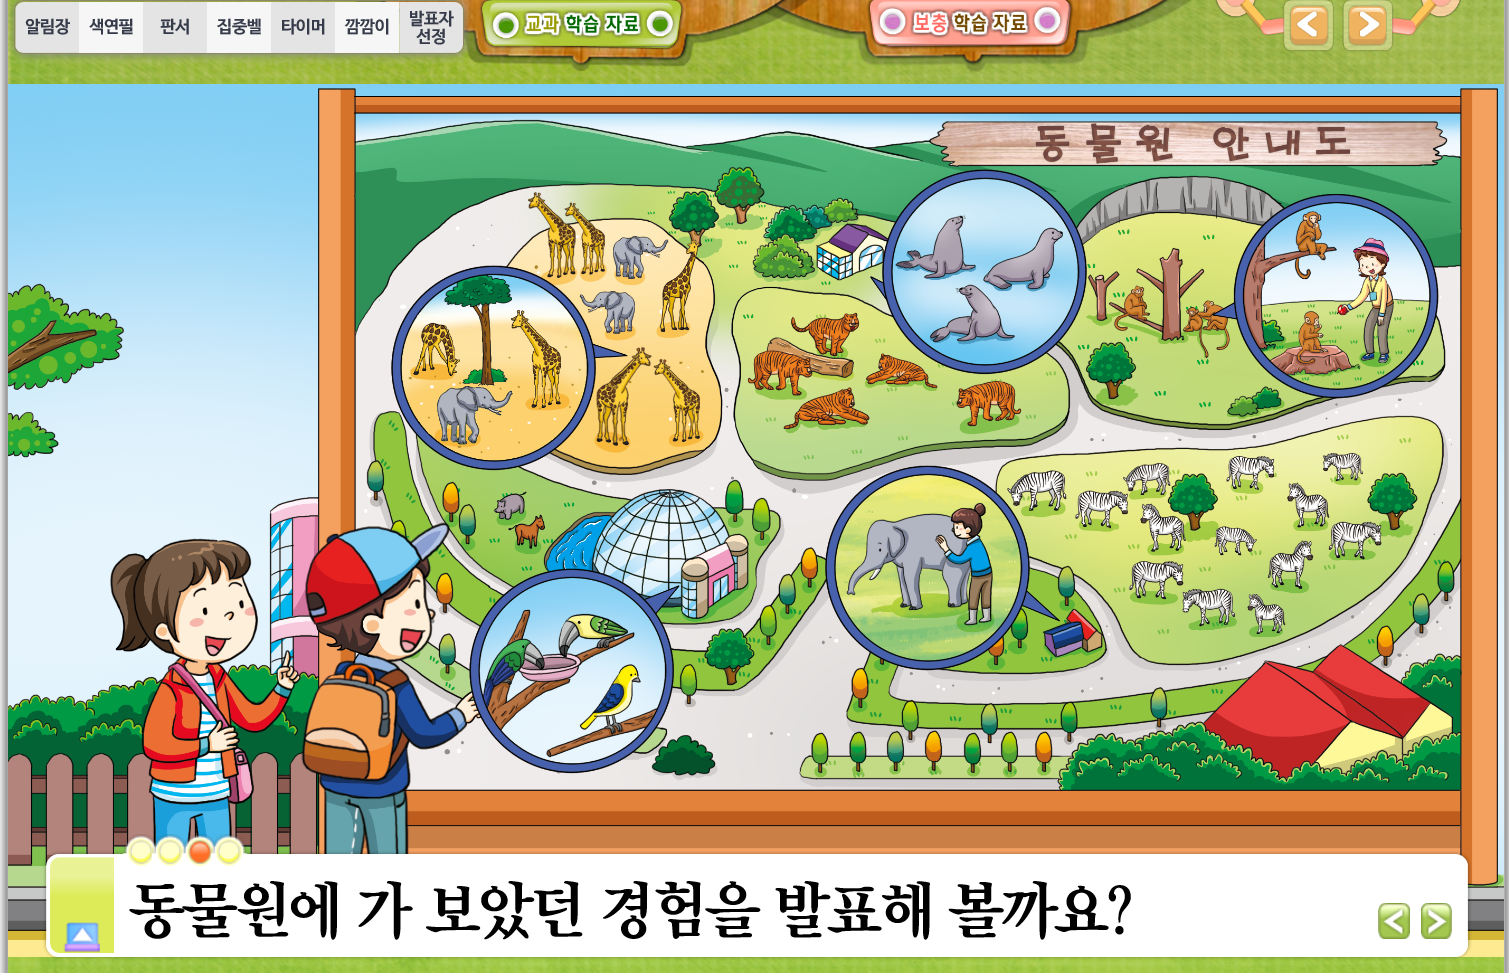 알림장 색연필 판서 집중벨 타이머 깜깜이 발표자 선정
교과 학습 자료
보충 학습 자료
동물원 안내도
동물원에 가 보았던 경험을 발표해 볼까요?